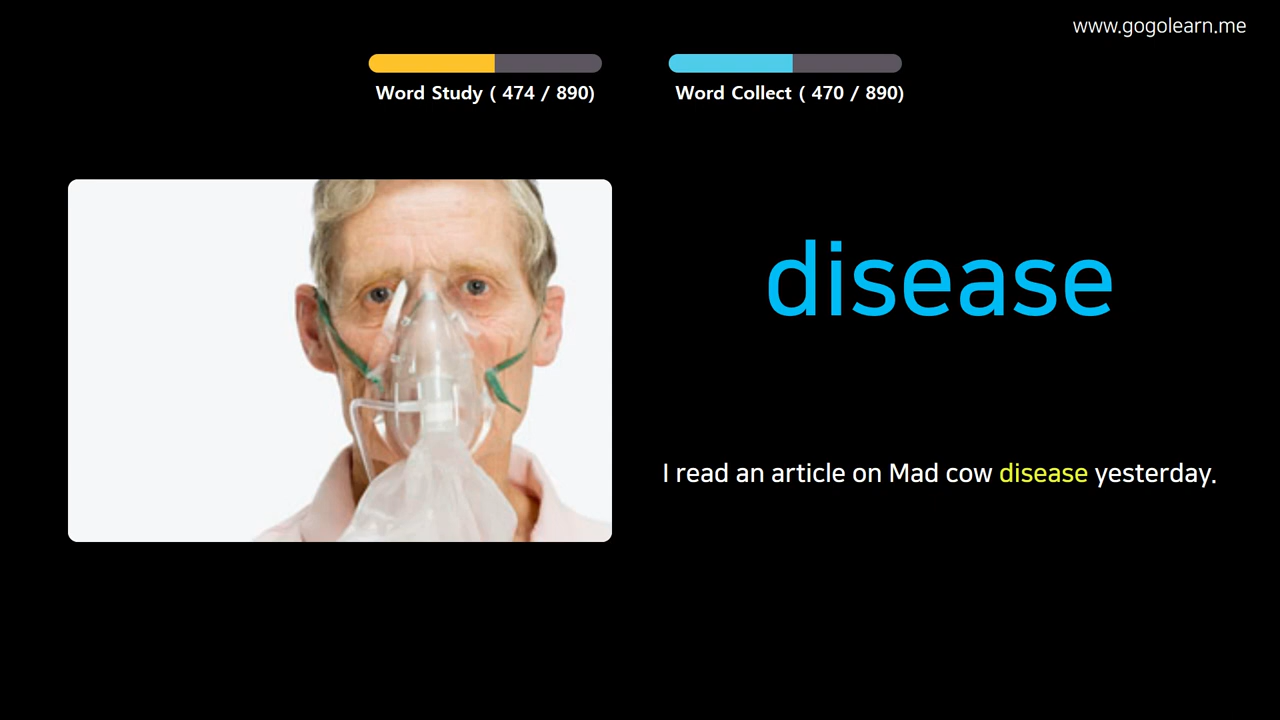 www.gogolearn.me
Word Study ( 474 / 890)
Word Collect ( 470 / 890)
disease
I read an article on Mad cow disease yesterday.